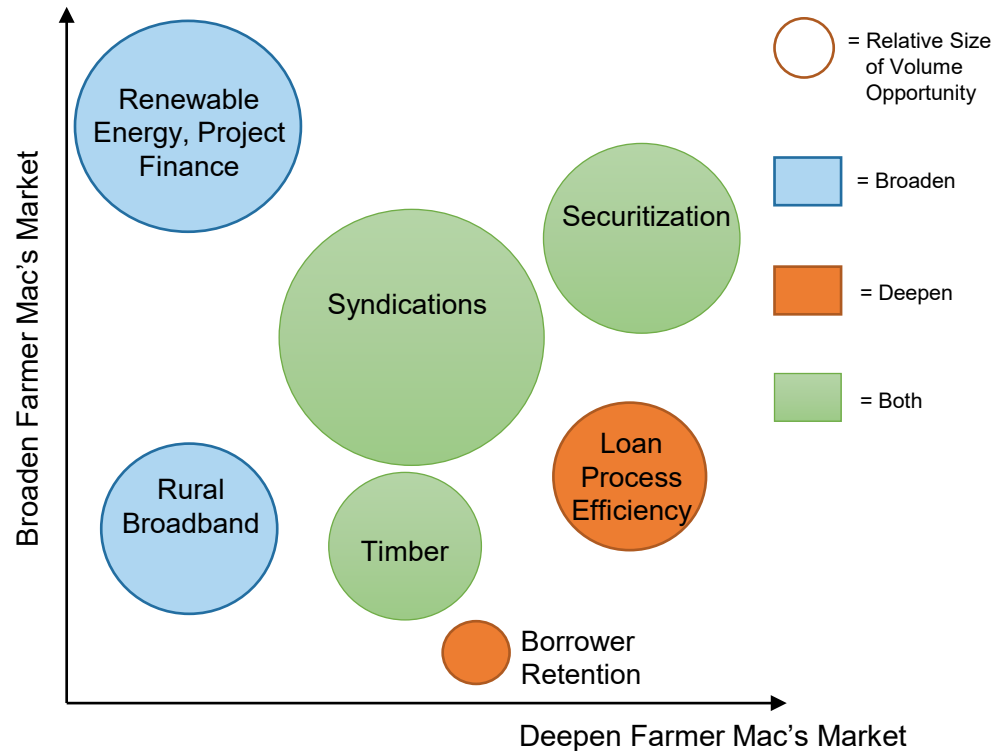 Renewable
Energy, Project
Finance
Securitization
Syndications
Loan
Process
Efficiency
Rural
Broadband
Timber
Borrower
Retention
Broaden Farmer Mac’s Market
Deepen Farmer Mac’s Market
= Relative Size
of Volume
Opportunity
= Broaden
= Deepen
= Both